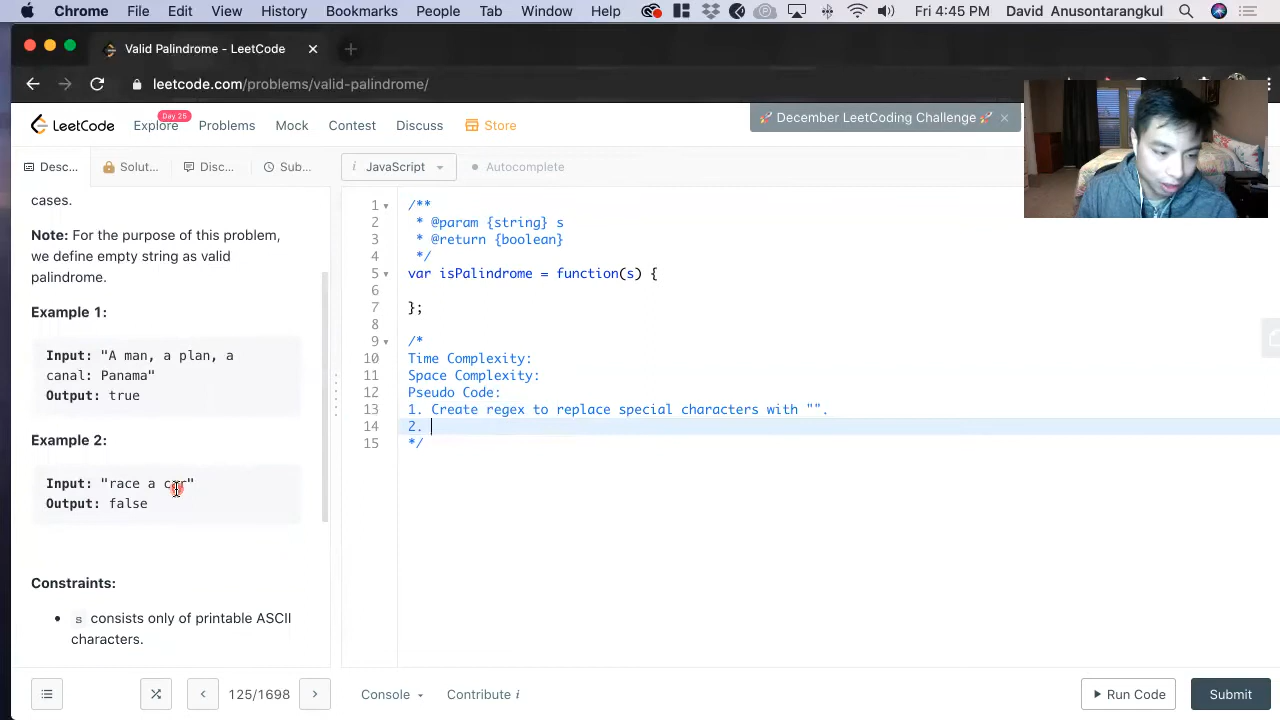 Chrome File Edit View History Bookmarks People Tab Window Help Fri 4:45 PM David Anusontarangkul
Valid Palindrome - LeetCode
leetcode.com/problems/valid-palindrome/
LeetCode Explore Day 26 Problems Mock Contest Discuss Store
🚀 December LeetCoding Challenge 🚀 ×
Desc... Solut... Disc... Sub...
i JavaScript Autocomplete
cases.
Note: For the purpose of this problem,
we define empty string as valid
palindrome.
Example 1:
Input: "A man, a plan, a
canal: Panama"
Output: true
Example 2:
Input: "race a car"
Output: false
Constraints:
• s consists only of printable ASCII
characters.
1 /**
2 * @param {string} s
3 * @return {boolean}
4 */
5 var isPalindrome = function(s) {
6
7 };
8
9 /*
10 Time Complexity:
11 Space Complexity:
12 Pseudo Code:
13 1. Create regex to replace special characters with "".
14 2.
15 */
125/1698
Console Contribute i
Run Code Submit